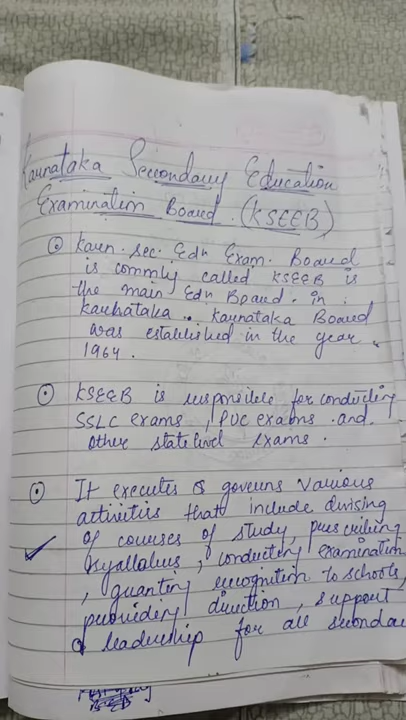 Karnataka Secondary Education
Examination Board. (KSEEB)
Karn. Sec. Edn Exam. Board
is commly called KSEEB is
the main Edn Board. in
Karnataka. Karnataka Board
was established in the year
1964.
KSEEB is responsible for conducting
SSLC exams, PUC exams. and
other state level exams.
It executes & governs various
activities that include divising
of courses of study, prescribing
syallabus, conducting examination
, granting recognition to schools,
providing direction, support
& leadership for all seconda